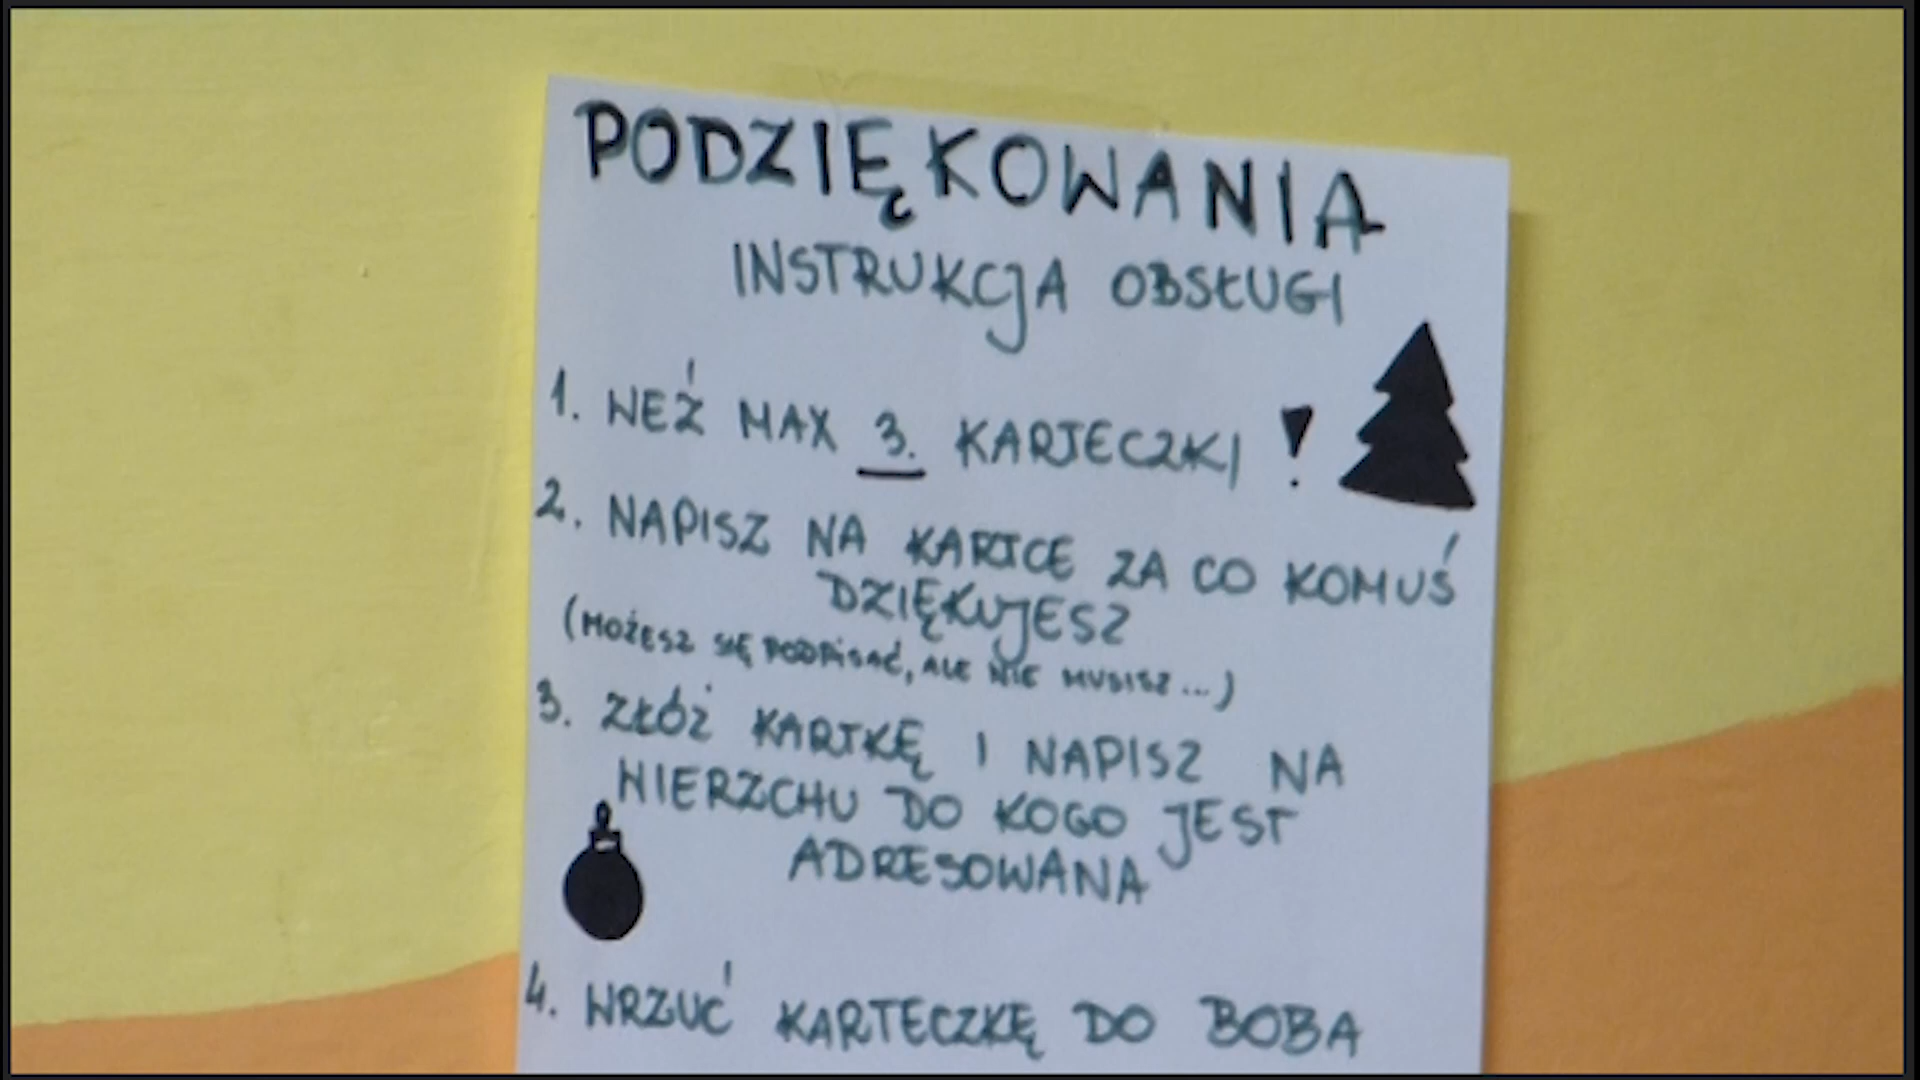 PODZIĘKOWANIA
INSTRUKCJA OBSŁUGI
1. WEŹ MAX 3. KARTECZKI !
2. NAPISZ NA KARTCE ZA CO KOMUŚ
DZIĘKUJESZ
(MOŻESZ SIĘ PODPISAĆ, ALE NIE MUSISZ...)
3. ZŁÓŻ KARTKĘ I NAPISZ NA
WIERZCHU DO KOGO JEST
ADRESOWANA
4. WRZUĆ KARTECZKĘ DO BOBA